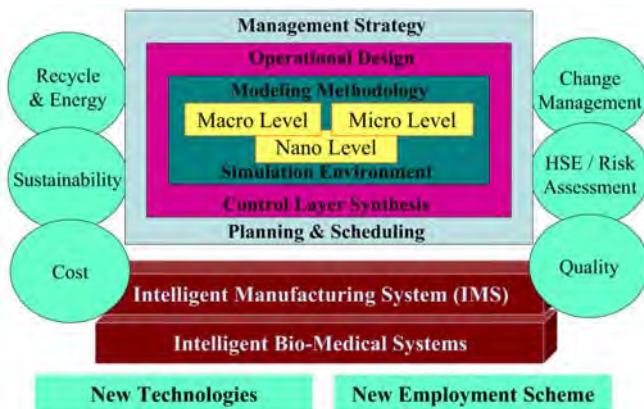 Management Strategy
Operational Design
Modeling Methodology
Macro Level
Micro Level
Nano Level
Simulation Environment
Control Layer Synthesis
Planning & Scheduling
Recycle
& Energy
Sustainability
Cost
Change
Management
HSE / Risk
Assessment
Quality
Intelligent Manufacturing System (IMS)
Intelligent Bio-Medical Systems
New Technologies
New Employment Scheme